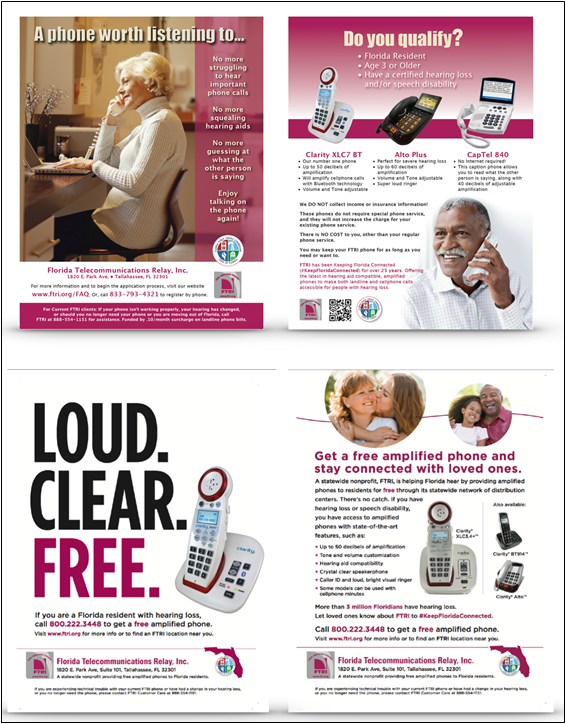 A phone worth listening to...
No more
struggling
to hear
important
phone calls
No more
squealing
hearing aids
No more
guessing at
what the
other person
is saying
Enjoy
talking on
the phone
again!
Florida Telecommunications Relay, Inc.
1820 E. Park Ave. • Tallahassee, FL 32301
For more information and to begin the application process, visit our website
www.ftri.org/FAQ. Or, call 833-793-4321 to register by phone.
FTRI
For Current FTRI clients: If your phone isn't working properly, your hearing has changed,
or should you no longer need your phone or you are moving out of Florida, call
FTRI at 888-554-1151 for assistance. Funded by .10/month surcharge on landline phone bills.
Do you qualify?
• Florida Resident
• Age 3 or Older
• Have a certified hearing loss
and/or speech disability
Clarity XLC7 BT
• Our number one phone
• Up to 50 decibels of
amplification
• Will amplify cellphone calls
with Bluetooth technology
• Volume and Tone adjustable
Alto Plus
• Perfect for severe hearing loss
• Up to 60 decibels of
amplification
• Volume and Tone adjustable
• Super loud ringer
CapTel 840
• No Internet required!
• This caption phone allows
you to read what the other
person is saying, along with
40 decibels of adjustable
amplification
We DO NOT collect income or insurance information!
These phones do not require special phone service,
and they will not increase the charge for your
existing phone service.
There is NO COST to you, other than your regular
phone service.
You may keep your FTRI phone for as long as you
need or want to.
FTRI has been Keeping Florida Connected
(#KeepFloridaConnected) for over 25 years. Offering
the latest in hearing aid compatible, amplified
phones to make both landline and cellphone calls
accessible for people with hearing loss.
FTRI
LOUD.
CLEAR.
FREE.
clarity
If you are a Florida resident with hearing loss,
call 800.222.3448 to get a free amplified phone.
Visit www.ftri.org for more info or to find an FTRI location near you.
FTRI
Florida Telecommunications Relay, Inc.
1820 E. Park Ave, Suite 101, Tallahassee, FL 32301
A statewide nonprofit providing free amplified phones to Floridians with hearing loss.
If you are experiencing technical trouble with your current FTRI phone or have had a change in your hearing loss,
or you no longer need the phone, please contact FTRI Customer Care at 888-554-1151.
Get a free amplified phone and
stay connected with loved ones.
A statewide nonprofit, FTRI, is helping Florida hear by providing amplified
phones to residents for free through its statewide network of distribution
centers. There's no catch. If you have
hearing loss or speech disability,
you have access to amplified
phones with state-of-the-art
features, such as:
• Up to 50 decibels of amplification
• Tone and volume customization
• Hearing aid compatibility
• Crystal clear speakerphone
• Caller ID and loud, bright visual ringer
• Some models can be used with
cellphone minutes
Clarity®
XLC3.4+™
Also available:
Clarity® BT914™
Clarity® Alto™
More than 3 million Floridians have hearing loss.
Let loved ones know about FTRI to #KeepFloridaConnected.
Call 800.222.3448 to get a free amplified phone.
Visit www.ftri.org for more info or to find an FTRI location near you.
FTRI
Florida Telecommunications Relay, Inc.
1820 E. Park Ave, Suite 101, Tallahassee, FL 32301
A statewide nonprofit providing free amplified phones to Floridians with hearing loss.
If you are experiencing technical trouble with your current FTRI phone or have had a change in your hearing loss,
or you no longer need the phone, please contact FTRI Customer Care at 888-554-1151.